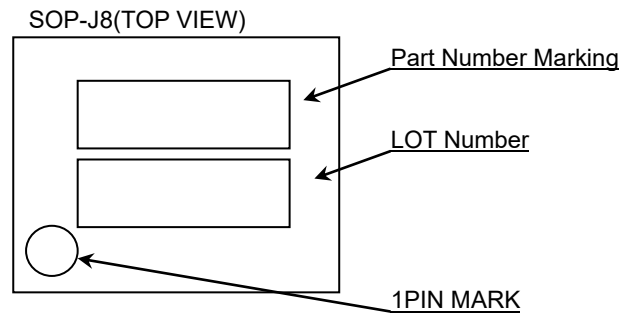 SOP-J8(TOP VIEW)
Part Number Marking
LOT Number
1PIN MARK